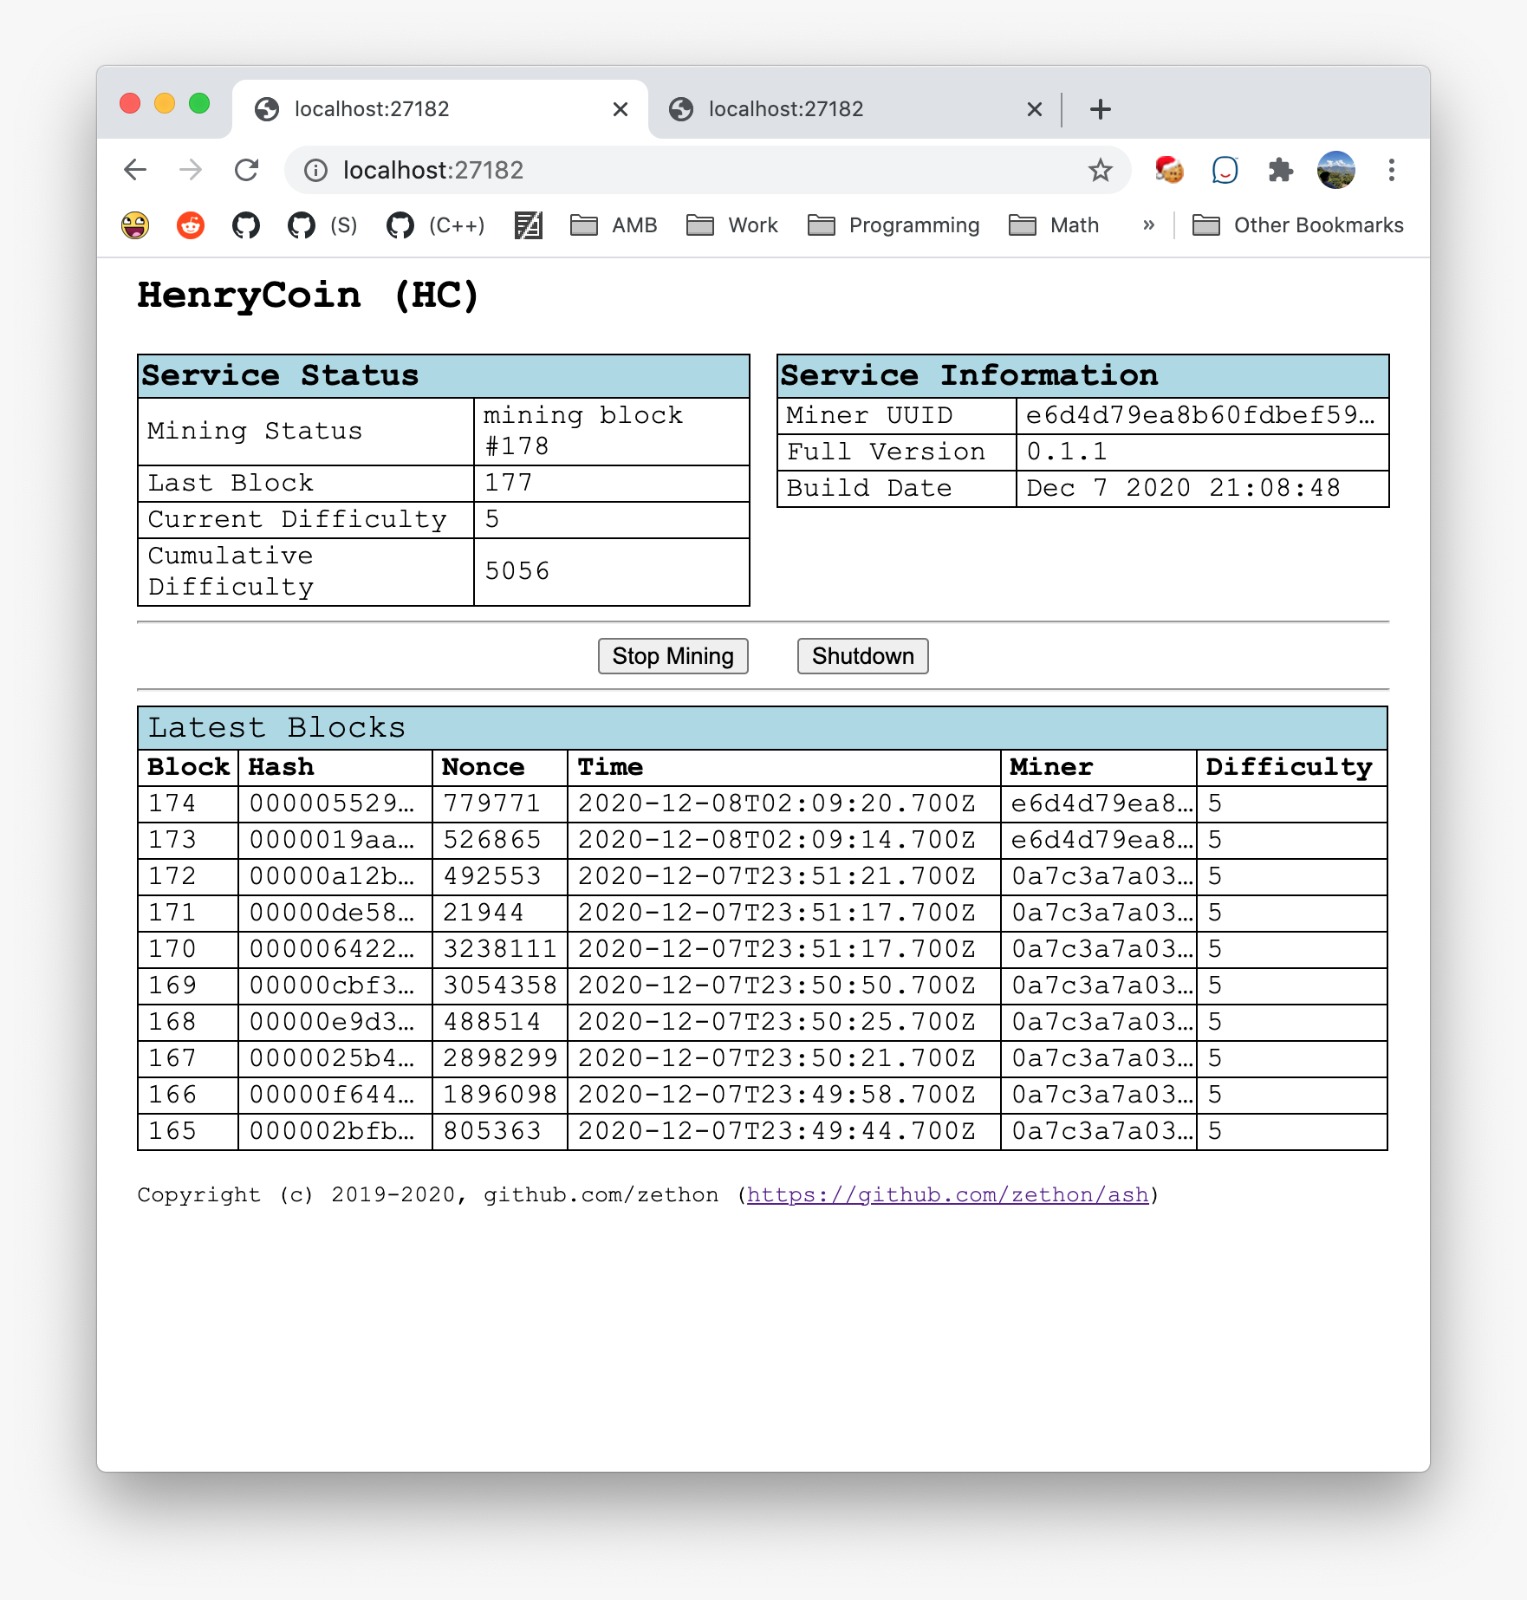 localhost:27182
localhost:27182
localhost:27182
(S) (C++) AMB Work Programming Math » Other Bookmarks
HenryCoin (HC)
Service Status
Mining Status mining block #178
Last Block 177
Current Difficulty 5
Cumulative Difficulty 5056
Service Information
Miner UUID e6d4d79ea8b60fdbef59…
Full Version 0.1.1
Build Date Dec 7 2020 21:08:48
Stop Mining Shutdown
Latest Blocks
Block Hash Nonce Time Miner Difficulty
174 000005529… 779771 2020-12-08T02:09:20.700Z e6d4d79ea8… 5
173 0000019aa… 526865 2020-12-08T02:09:14.700Z e6d4d79ea8… 5
172 00000a12b… 492553 2020-12-07T23:51:21.700Z 0a7c3a7a03… 5
171 00000de58… 21944 2020-12-07T23:51:17.700Z 0a7c3a7a03… 5
170 000006422… 3238111 2020-12-07T23:51:17.700Z 0a7c3a7a03… 5
169 00000cbf3… 3054358 2020-12-07T23:50:50.700Z 0a7c3a7a03… 5
168 00000e9d3… 488514 2020-12-07T23:50:25.700Z 0a7c3a7a03… 5
167 0000025b4… 2898299 2020-12-07T23:50:21.700Z 0a7c3a7a03… 5
166 00000f644… 1896098 2020-12-07T23:49:58.700Z 0a7c3a7a03… 5
165 000002bfb… 805363 2020-12-07T23:49:44.700Z 0a7c3a7a03… 5
Copyright (c) 2019-2020, github.com/zethon (https://github.com/zethon/ash)